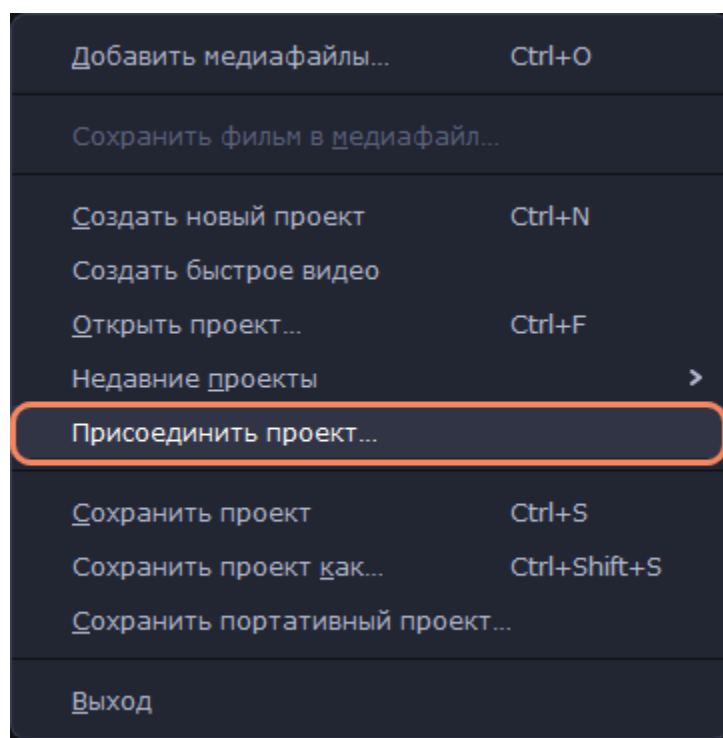 Добавить медиафайлы... Ctrl+O
Сохранить фильм в медиафайл...
Создать новый проект Ctrl+N
Создать быстрое видео
Открыть проект... Ctrl+F
Недавние проекты >
Присоединить проект...
Сохранить проект Ctrl+S
Сохранить проект как... Ctrl+Shift+S
Сохранить портативный проект...
Выход